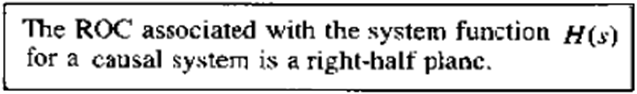 The ROC associated with the system function H(s)
for a causal system is a right-half plane.